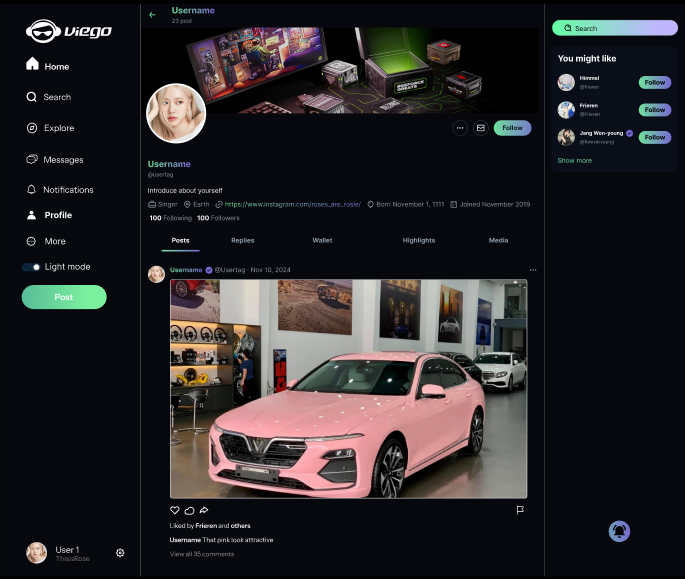 VIEGO
Home
Search
Explore
Messages
Notifications
Profile
More
Light mode
Post
User 1
ThisisRose
Username
23 post
GEFORCE
GREATS
Follow
Username
@usertag
Introduce about yourself
Singer Earth https://www.instagram.com/roses_are_rosie/ Born November 1, 1111 Joined November 2019
100 Following 100 Followers
Posts Replies Wallet Highlights Media
Username @Usertag · Nov 10, 2024
Liked by Frieren and others
Username That pink look attractive
View all 35 comments
Search
You might like
Himmel
@frieren
Follow
Frieren
@Frieren
Follow
Jang Won-young
@foreveryoung
Follow
Show more